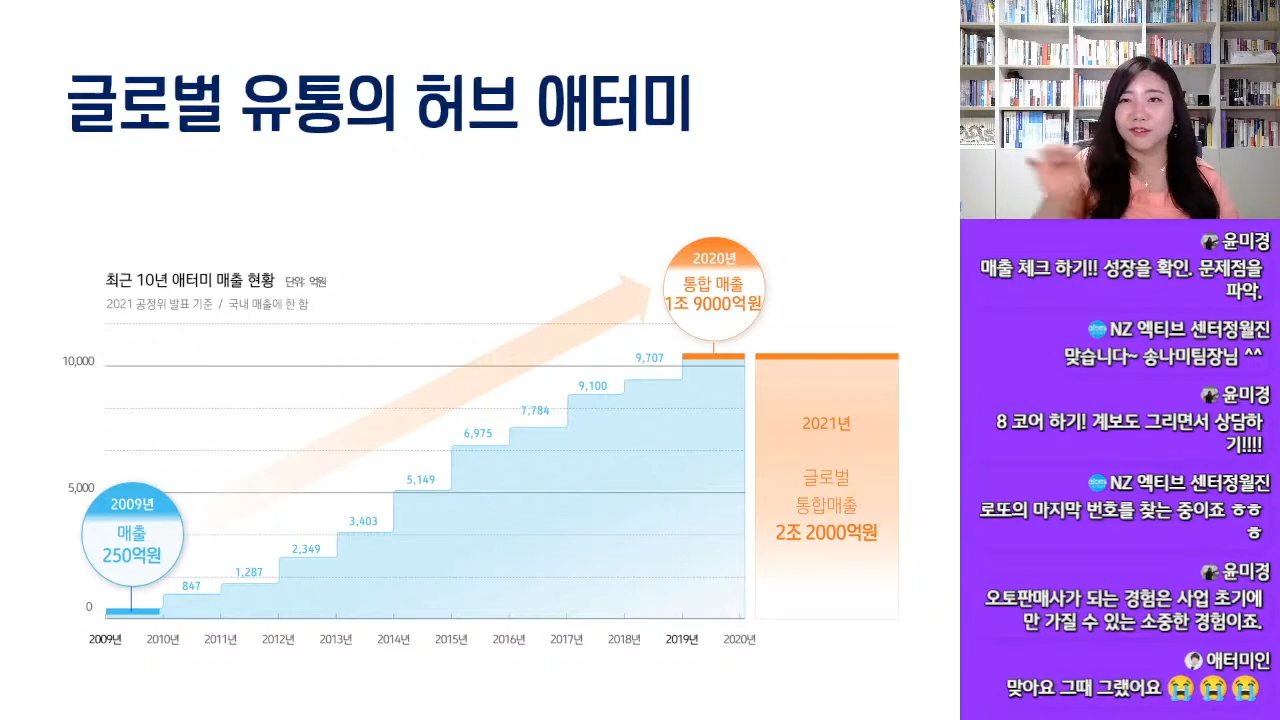 글로벌 유통의 허브 애터미
최근 10년 애터미 매출 현황 단위: 억원
2021 공정위 발표 기준 / 국내 매출에 한 함
2020년
통합 매출
1조 9000억원
10,000
5,000
0
2009년
매출
250억원
847
1,287
2,349
3,403
5,149
6,975
7,784
9,100
9,707
2021년
글로벌
통합매출
2조 2000억원
2009년 2010년 2011년 2012년 2013년 2014년 2015년 2016년 2017년 2018년 2019년 2020년
윤미경
매출 체크 하기!! 성장을 확인. 문제점을
파악.
NZ 엑티브 센터정월진
맞습니다~ 송나미팀장님 ^^
윤미경
8 코어 하기! 계보도 그리면서 상담하
기!!!!
NZ 엑티브 센터정월진
로또의 마지막 번호를 찾는 중이죠 ㅎㅎ
ㅎ
윤미경
오토판매사가 되는 경험은 사업 초기에
만 가질 수 있는 소중한 경험이죠.
애터미인
맞아요 그때 그랬어요 😭😭😭